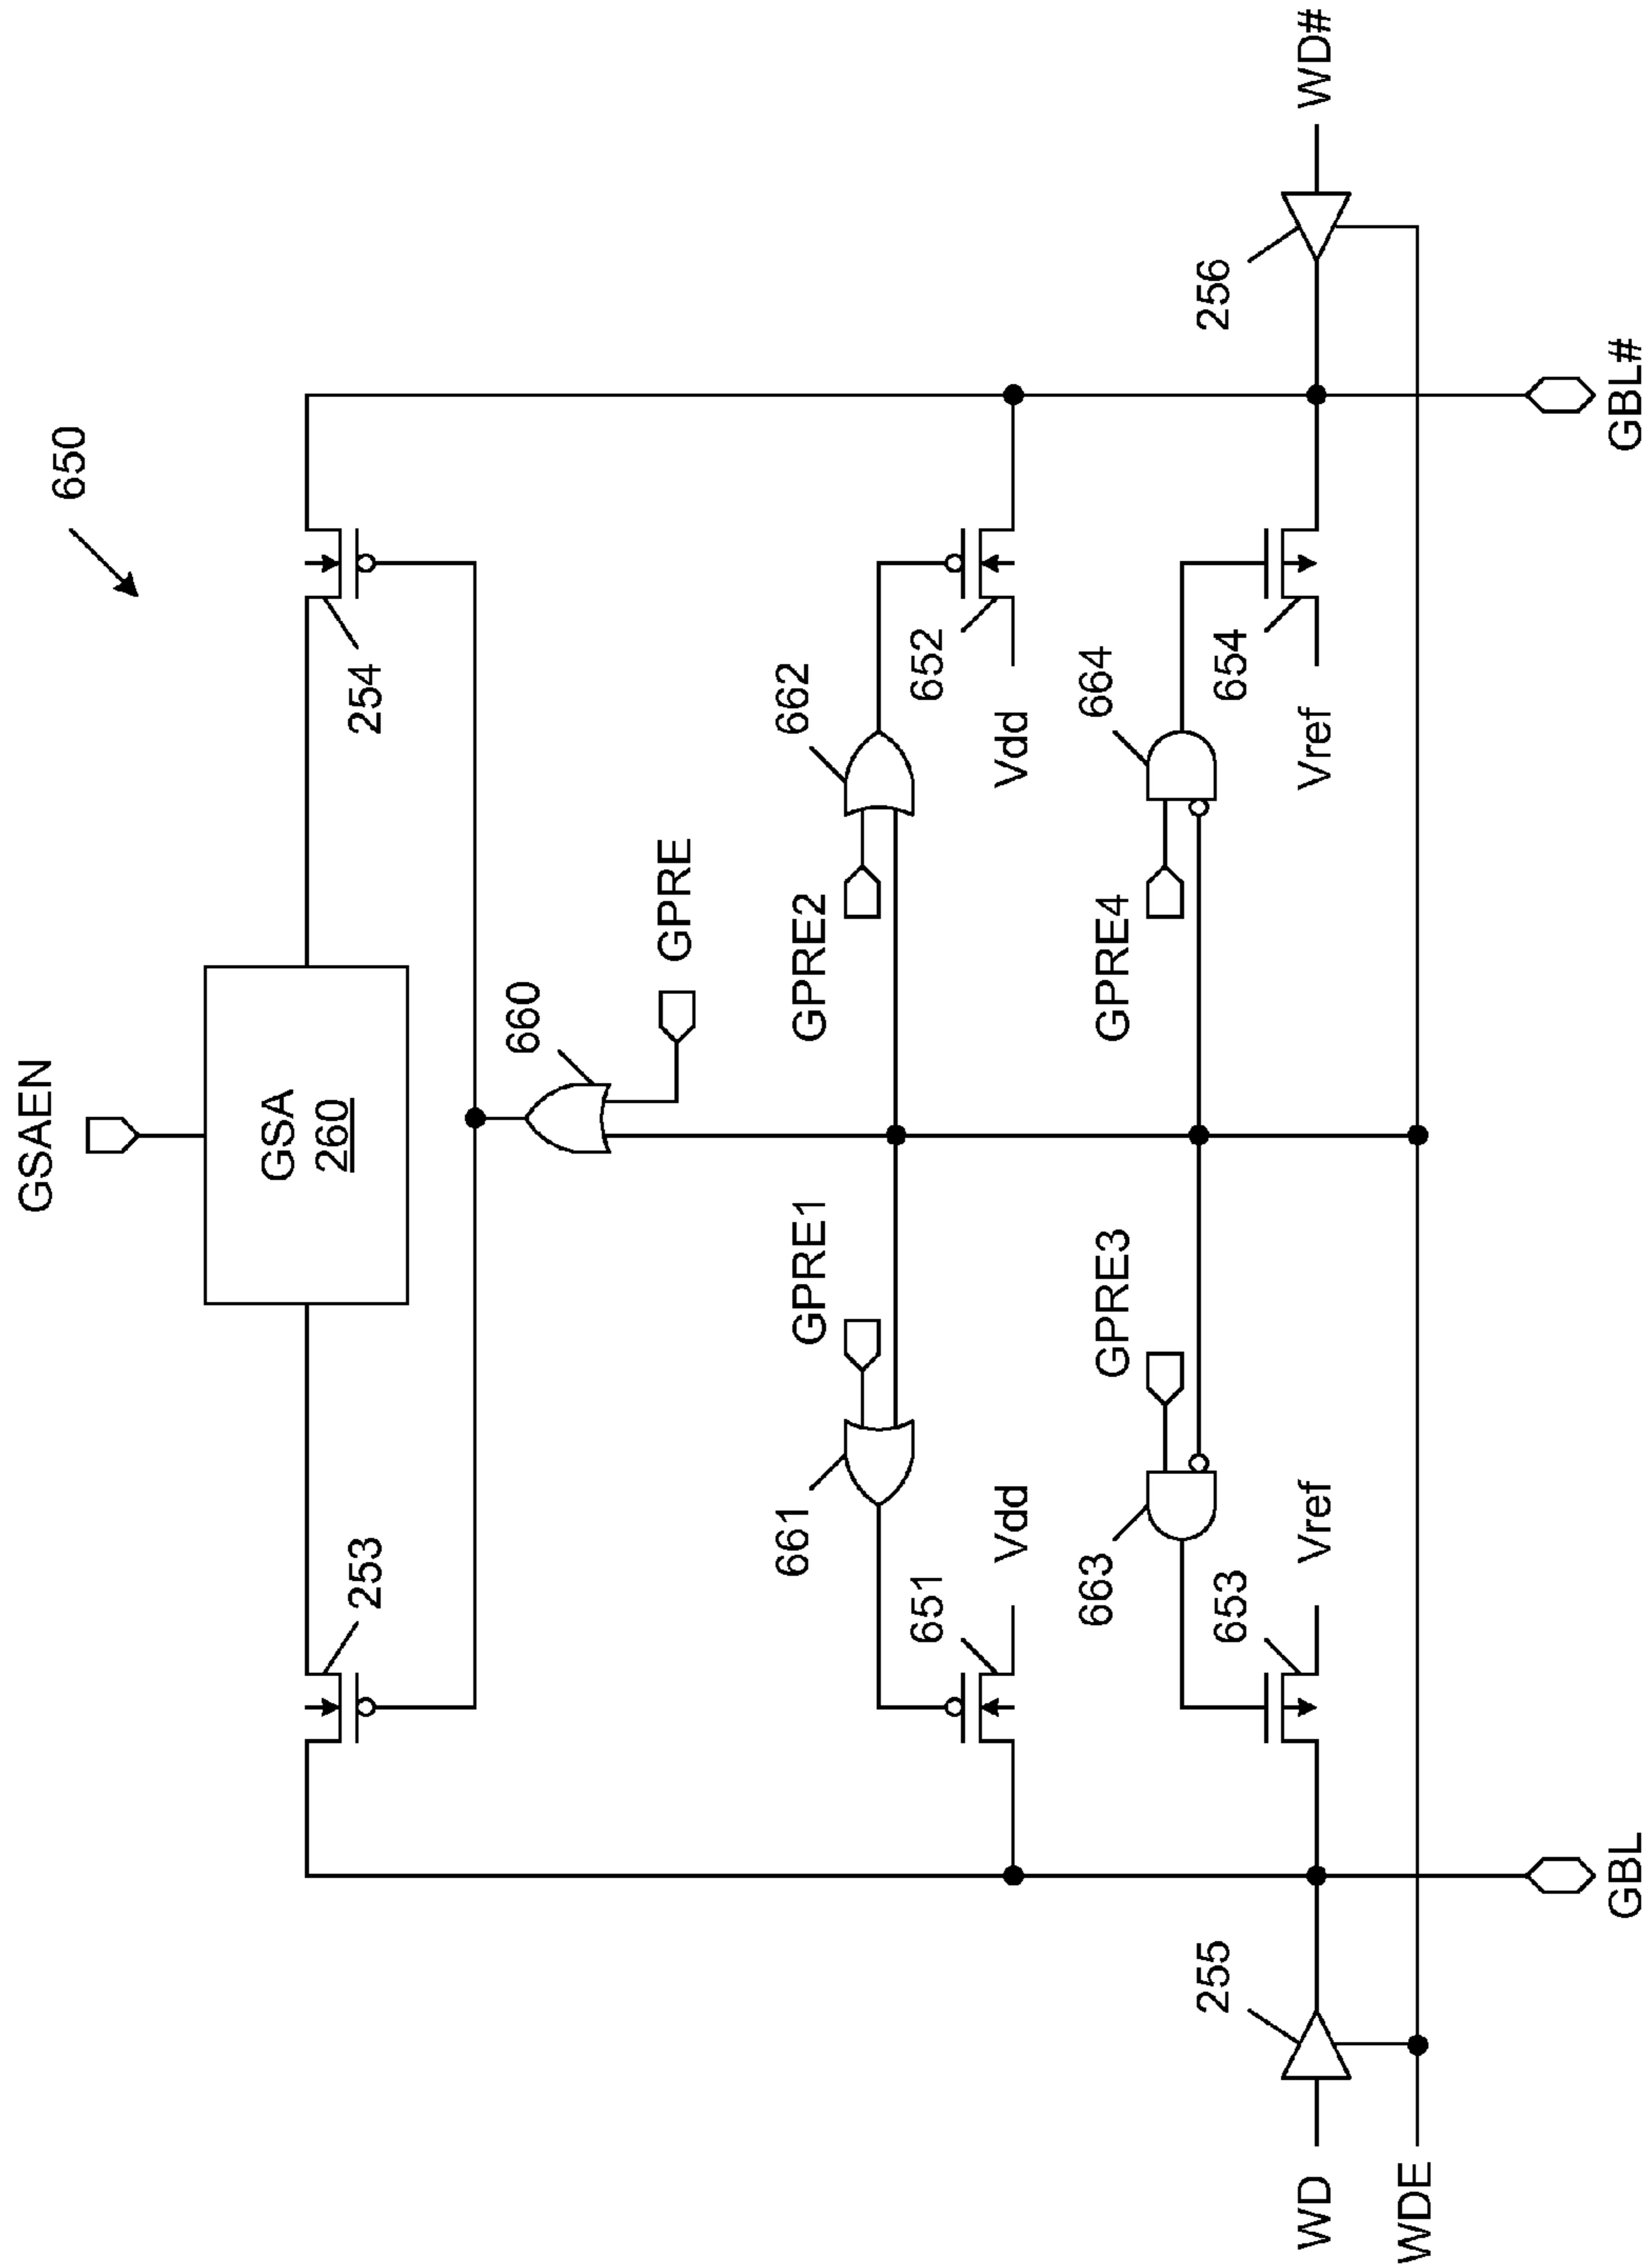 650
GSAEN
GSA
260
253
254
660
GPRE
GPRE1
GPRE2
661
662
651
652
Vdd
Vdd
GPRE3
GPRE4
663
664
653
654
Vref
Vref
255
256
WD
WD#
WDE
GBL
GBL#